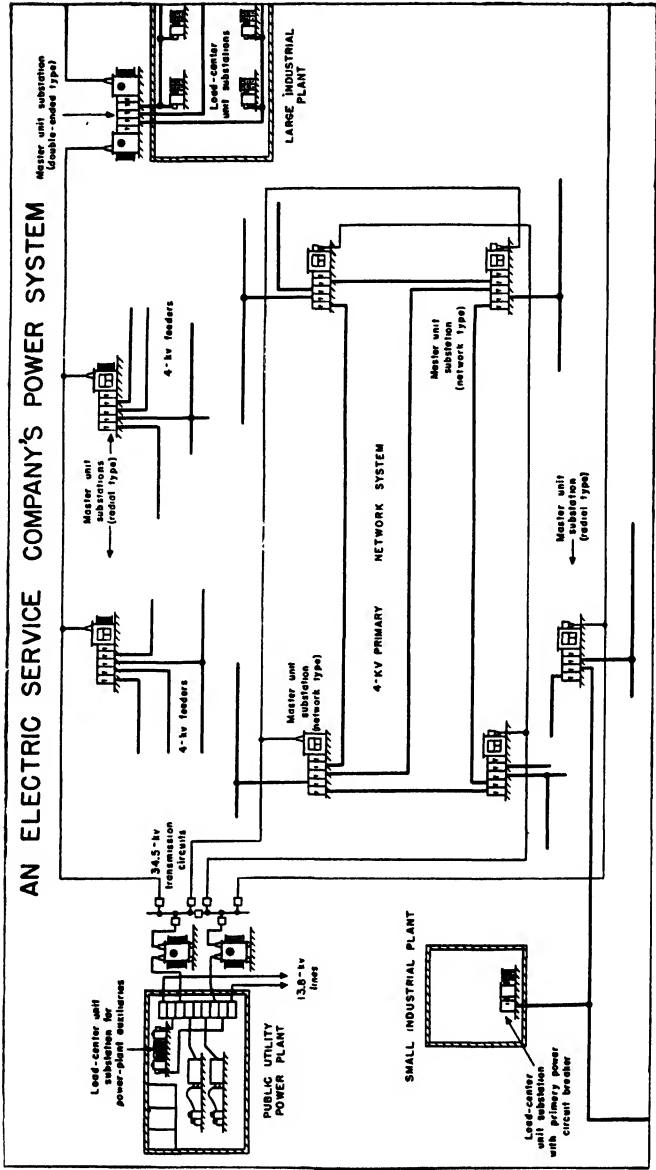 AN ELECTRIC SERVICE COMPANY'S POWER SYSTEM
Master unit substation
(double-ended type)
Load-center
unit substations
LARGE INDUSTRIAL
PLANT
4-kv feeders
Master unit
substations
(radial type)
4-kv feeders
34.5-kv
transmission
circuits
Master unit
substation
(network type)
4-KV PRIMARY NETWORK SYSTEM
Master unit
substation
(network type)
Master unit
substation
(radial type)
Load-center unit
substation for
power-plant auxiliaries
PUBLIC UTILITY
POWER PLANT
13.8-kv
lines
SMALL INDUSTRIAL PLANT
Load-center
unit substation
with primary power
circuit breaker